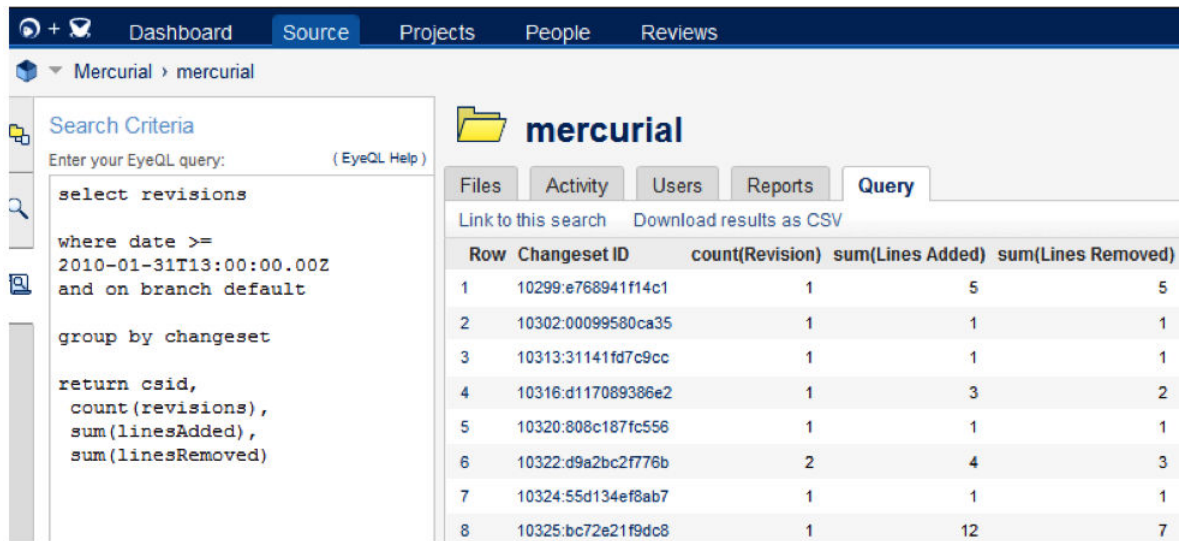 + Dashboard Source Projects People Reviews
Mercurial › mercurial
Search Criteria
Enter your EyeQL query: ( EyeQL Help )
select revisions
where date >=
2010-01-31T13:00:00.00Z
and on branch default
group by changeset
return csid,
count(revisions),
sum(linesAdded),
sum(linesRemoved)
mercurial
Files Activity Users Reports Query
Link to this search Download results as CSV
Row Changeset ID count(Revision) sum(Lines Added) sum(Lines Removed)
1 10299:e768941f14c1 1 5 5
2 10302:00099580ca35 1 1 1
3 10313:31141fd7c9cc 1 1 1
4 10316:d117089386e2 1 3 2
5 10320:808c187fc556 1 1 1
6 10322:d9a2bc2f776b 2 4 3
7 10324:55d134ef8ab7 1 1 1
8 10325:bc72e21f9dc8 1 12 7